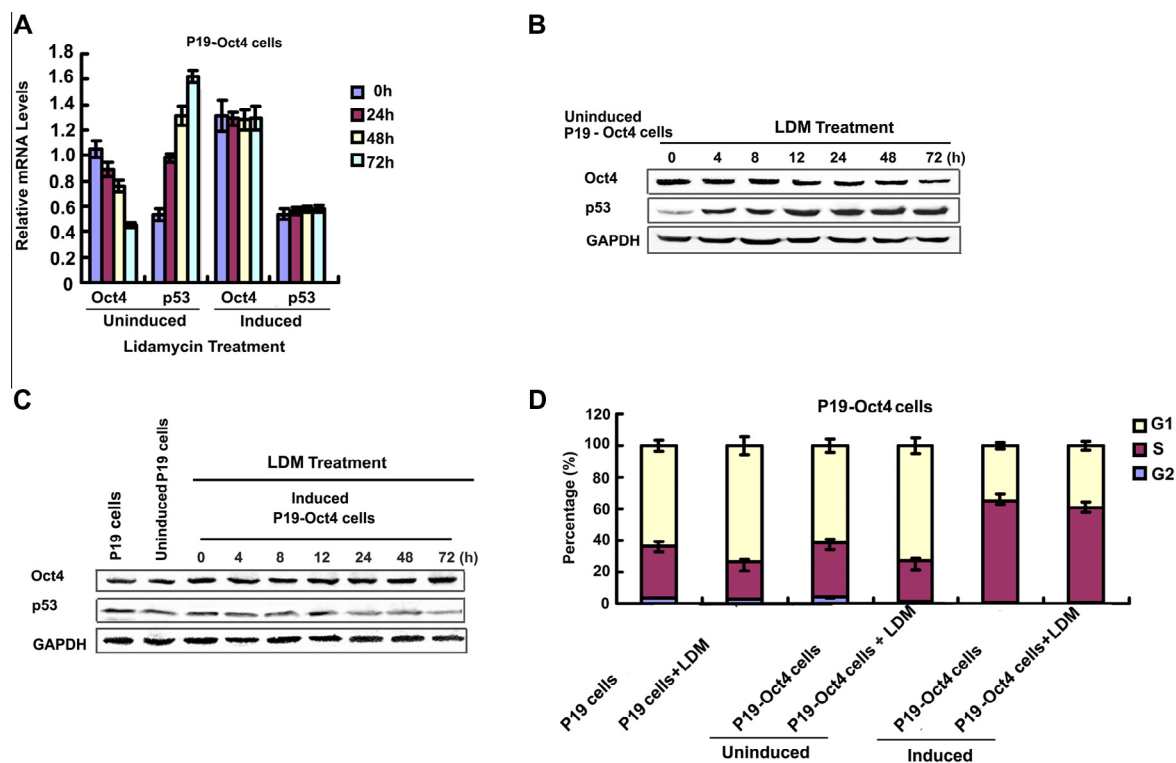 A
P19-Oct4 cells
Relative mRNA Levels
1.8
1.6
1.4
1.2
1.0
0.8
0.6
0.4
0.2
0
0h
24h
48h
72h
Oct4 p53 Oct4 p53
Uninduced Induced
Lidamycin Treatment
B
Uninduced
P19 - Oct4 cells
LDM Treatment
0 4 8 12 24 48 72 (h)
Oct4
p53
GAPDH
C
P19 cells
Uninduced P19 cells
LDM Treatment
Induced
P19-Oct4 cells
0 4 8 12 24 48 72 (h)
Oct4
p53
GAPDH
D
P19-Oct4 cells
Percentage (%)
120
100
80
60
40
20
0
G1
S
G2
P19 cells
P19 cells+LDM
P19-Oct4 cells
P19-Oct4 cells + LDM
P19-Oct4 cells
P19-Oct4 cells+LDM
Uninduced Induced